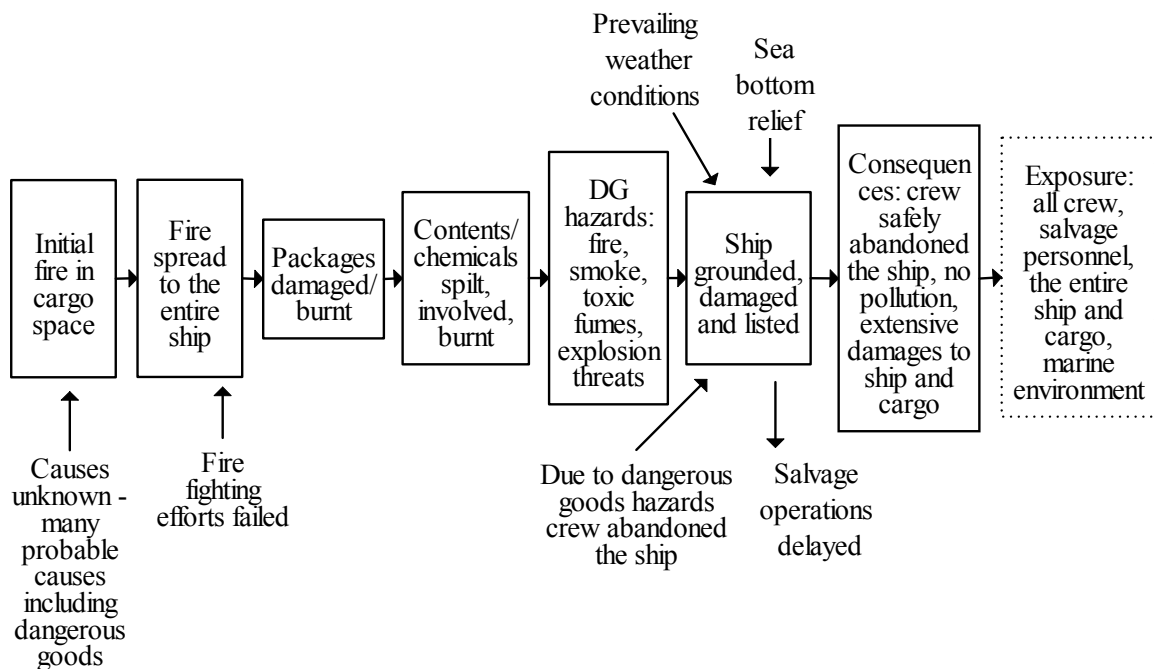 Prevailing
weather
conditions
Sea
bottom
relief
Initial
fire in
cargo
space
Fire
spread
to the
entire
ship
Packages
damaged/
burnt
Contents/
chemicals
spilt,
involved,
burnt
DG
hazards:
fire,
smoke,
toxic
fumes,
explosion
threats
Ship
grounded,
damaged
and listed
Consequen
ces: crew
safely
abandoned
the ship, no
pollution,
extensive
damages to
ship and
cargo
Exposure:
all crew,
salvage
personnel,
the entire
ship and
cargo,
marine
environment
Causes
unknown -
many
probable
causes
including
dangerous
goods
Fire
fighting
efforts failed
Due to dangerous
goods hazards
crew abandoned
the ship
Salvage
operations
delayed